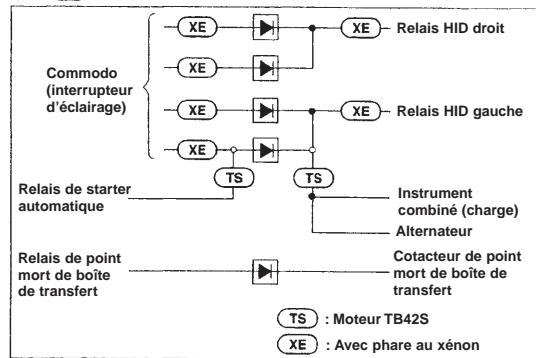 XE
XE
Relais HID droit
Commodo
(interrupteur
d'éclairage)
XE
XE
XE
Relais HID gauche
XE
TS
TS
Relais de starter
automatique
Instrument
combiné (charge)
Alternateur
Relais de point
mort de boîte
de transfert
Cotacteur de point
mort de boîte de
transfert
TS : Moteur TB42S
XE : Avec phare au xénon